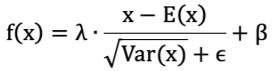 f(x) = λ · (x − E(x)) / (√Var(x) + ϵ) + β